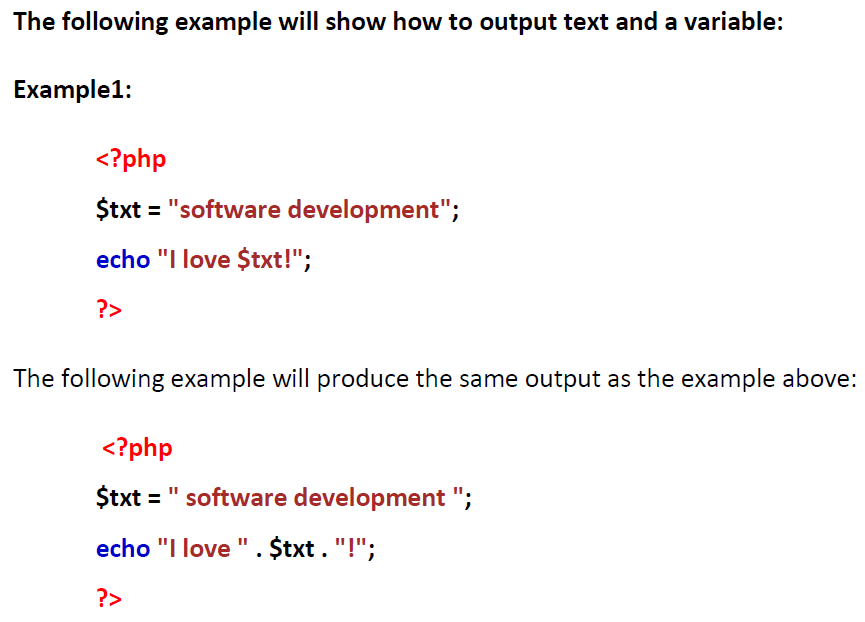 The following example will show how to output text and a variable:
Example1:
<?php
$txt = "software development";
echo "I love $txt!";
?>
The following example will produce the same output as the example above:
<?php
$txt = " software development ";
echo "I love " . $txt . "!";
?>